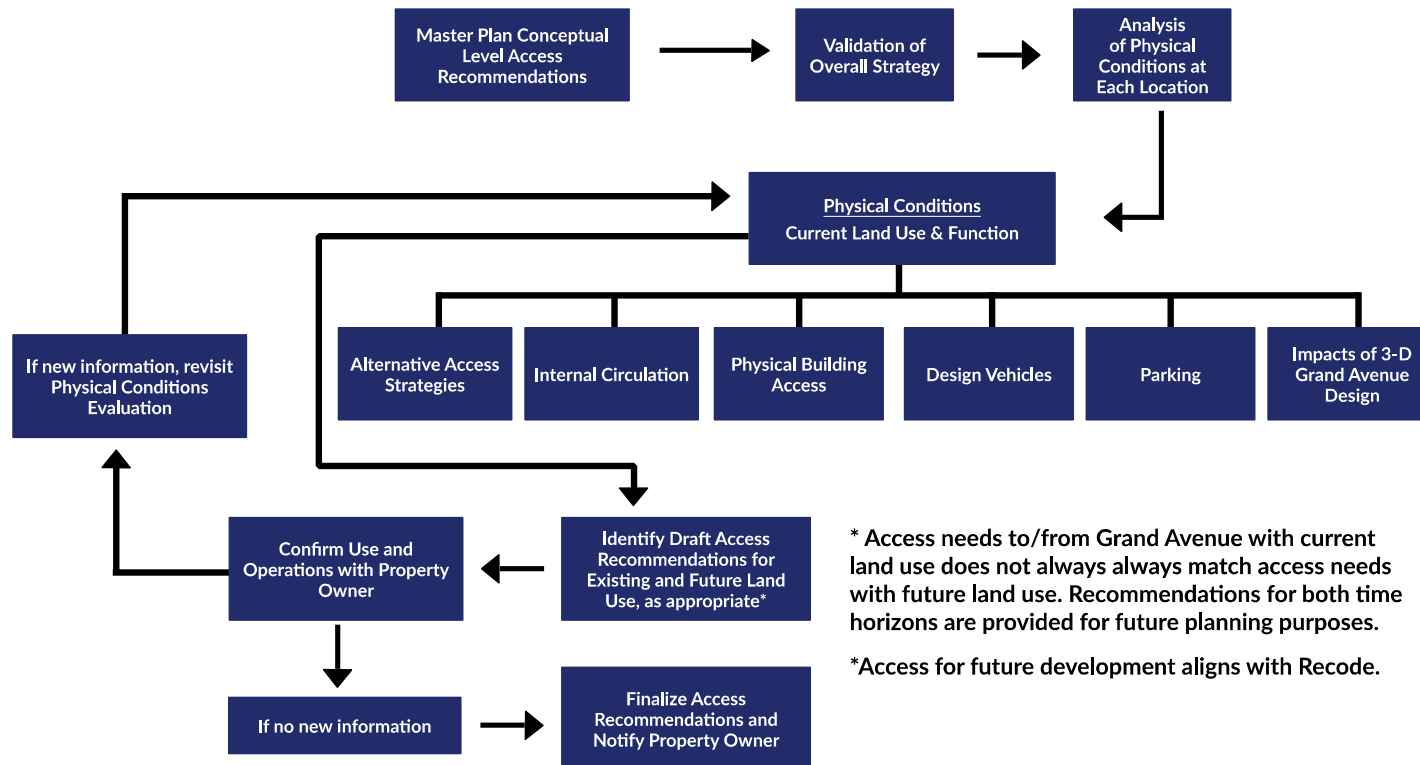 Master Plan Conceptual
Level Access
Recommendations
Validation of
Overall Strategy
Analysis
of Physical
Conditions at
Each Location
Physical Conditions
Current Land Use & Function
Alternative Access
Strategies
Internal Circulation
Physical Building
Access
Design Vehicles
Parking
Impacts of 3-D
Grand Avenue
Design
If new information, revisit
Physical Conditions
Evaluation
Confirm Use and
Operations with Property
Owner
Identify Draft Access
Recommendations for
Existing and Future Land
Use, as appropriate*
If no new information
Finalize Access
Recommendations and
Notify Property Owner
* Access needs to/from Grand Avenue with current
land use does not always always match access needs
with future land use. Recommendations for both time
horizons are provided for future planning purposes.
*Access for future development aligns with Recode.